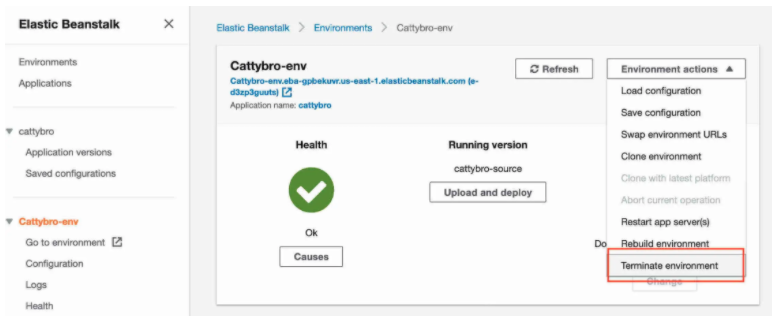 Elastic Beanstalk
Environments
Applications
cattybro
Application versions
Saved configurations
Cattybro-env
Go to environment
Configuration
Logs
Health
Elastic Beanstalk > Environments > Cattybro-env
Cattybro-env
Cattybro-env.eba-gpbekuvr.us-east-1.elasticbeanstalk.com (e-
d3zp3guuts)
Application name: cattybro
Refresh
Environment actions
Load configuration
Save configuration
Swap environment URLs
Clone environment
Clone with latest platform
Abort current operation
Restart app server(s)
Rebuild environment
Terminate environment
Health
Ok
Causes
Running version
cattybro-source
Upload and deploy
Do
Change